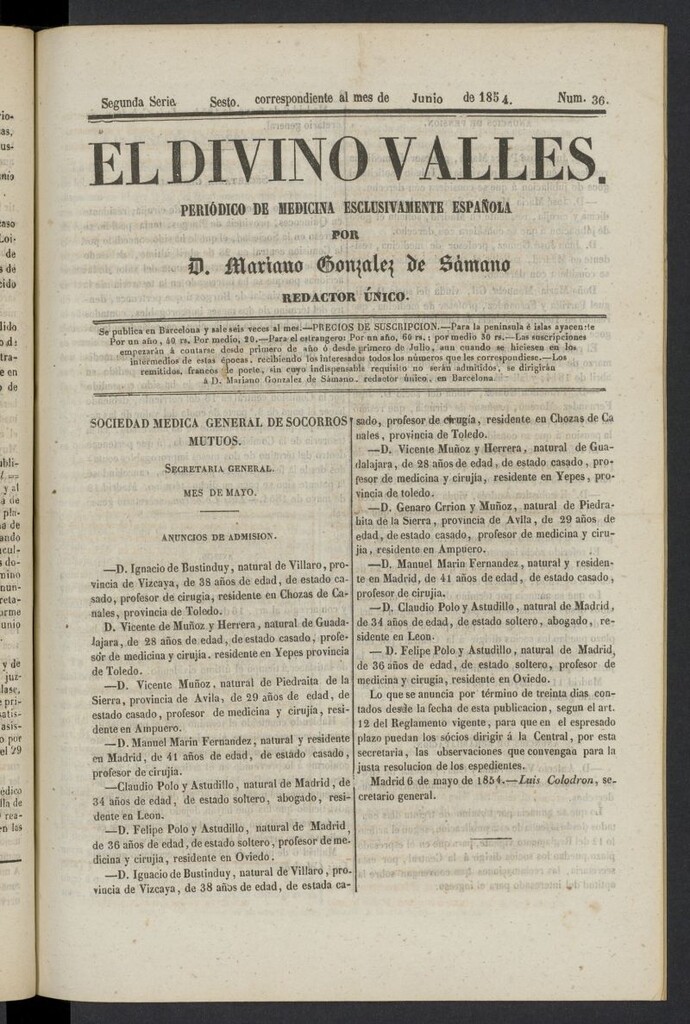 Segunda Serie. Sesto. correspondiente al mes de Junio de 1854. Num. 36.
EL DIVINO VALLES.
PERIÓDICO DE MEDICINA ESCLUSIVAMENTE ESPAÑOLA
POR
D. Mariano Gonzalez de Sámano
REDACTOR ÚNICO.
Se publica en Barcelona y sale seis veces al mes.—PRECIOS DE SUSCRIPCION.—Para la península é islas ayacente
Por un año, 40 rs. Por medio, 20.—Para el estrangero: Por un año, 60 rs.; por medio 30 rs.—Las suscripciones
empezarán á contarse desde primero de año ó desde primero de Julio, aun cuando se hiciesen en los
intermedios de estas épocas, recibiendo los interesados todos los números que les correspondiese.—Los
remitidos, francos de porte, sin cuyo indispensable requisito no serán admitidos, se dirigirán
á D. Mariano Gonzalez de Sámano, redactor único, en Barcelona.
SOCIEDAD MEDICA GENERAL DE SOCORROS
MUTUOS.
SECRETARIA GENERAL.
MES DE MAYO.
ANUNCIOS DE ADMISION.
—D. Ignacio de Bustinduy, natural de Villaro, pro-
vincia de Vizcaya, de 38 años de edad, de estado ca-
sado, profesor de cirugia, residente en Chozas de Ca-
nales, provincia de Toledo.
D. Vicente de Muñoz y Herrera, natural de Guada-
lajara, de 28 años de edad, de estado casado, profe-
sor de medicina y cirujia. residente en Yepes provincia
de Toledo.
—D. Vicente Muñoz, natural de Piedraita de la
Sierra, provincia de Avila, de 29 años de edad, de
estado casado, profesor de medicina y cirujia, resi-
dente en Ampuero.
—D. Manuel Marin Fernandez, natural y residente
en Madrid, de 41 años de edad, de estado casado,
profesor de cirujia.
—Claudio Polo y Astudillo, natural de Madrid, de
34 años de edad, de estado soltero, abogado, resi-
dente en Leon.
—D. Felipe Polo y Astudillo, natural de Madrid,
de 36 años de edad, de estado soltero, profesor de me-
dicina y cirujia, residente en Oviedo.
—D. Ignacio de Bustinduy, natural de Villaro, pro-
vincia de Vizcaya, de 38 años de edad, de estada ca-
sado, profesor de cirugía, residente en Chozas de Ca
nales, provincia de Toledo.
—D. Vicente Muñoz y Herrera, natural de Gua-
dalajara, de 28 años de edad, de estado casado, pro-
fesor de medicina y cirujia, residente en Yepes, pro-
vincia de toledo.
—D. Genaro Crrion y Muñoz, natural de Piedra-
hita de la Sierra, provincia de Avlla, de 29 años de
edad, de estado casado, profesor de medicina y ciru-
jia, residente en Ampuero.
—D. Manuel Marin Fernandez, natural y residen-
te en Madrid, de 41 años de edad, de estado casado,
profesor de cirujia.
—D. Claudio Polo y Astudillo, natural de Madrid,
de 34 años de edad, de estado soltero, abogado, re-
sidente en Leon.
— D. Felipe Polo y Astudillo, natural de Madrid,
de 36 años de edad, de estado soltero, profesor de
medicina y cirugia, residente en Oviedo.
Lo que se anuncia por término de treinta dias con-
tados desde la fecha de esta publicacion, segun el art.
12 del Reglamento vigente, para que en el espresado
plazo puedan los sócios dirigir á la Central, por esta
secretaria, las observaciones que convengan para la
justa resolucion de los espedientes.
Madrid 6 de mayo de 1854.—Luis Colodron, se-
cretario general.